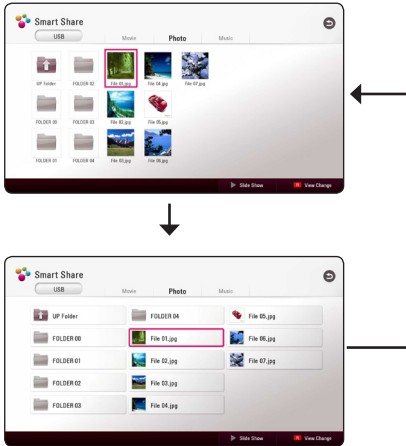 Smart Share
USB Movie Photo Music
UP Folder FOLDER 02 File 01.jpg File 04.jpg File 07.jpg
FOLDER 00 FOLDER 03 File 02.jpg File 05.jpg
FOLDER 01 FOLDER 04 File 03.jpg File 06.jpg
Slide Show R View Change
Smart Share
USB Movie Photo Music
UP Folder FOLDER 04 File 05.jpg
FOLDER 00 File 01.jpg File 06.jpg
FOLDER 01 File 02.jpg File 07.jpg
FOLDER 02 File 03.jpg
FOLDER 03 File 04.jpg
Slide Show R View Change